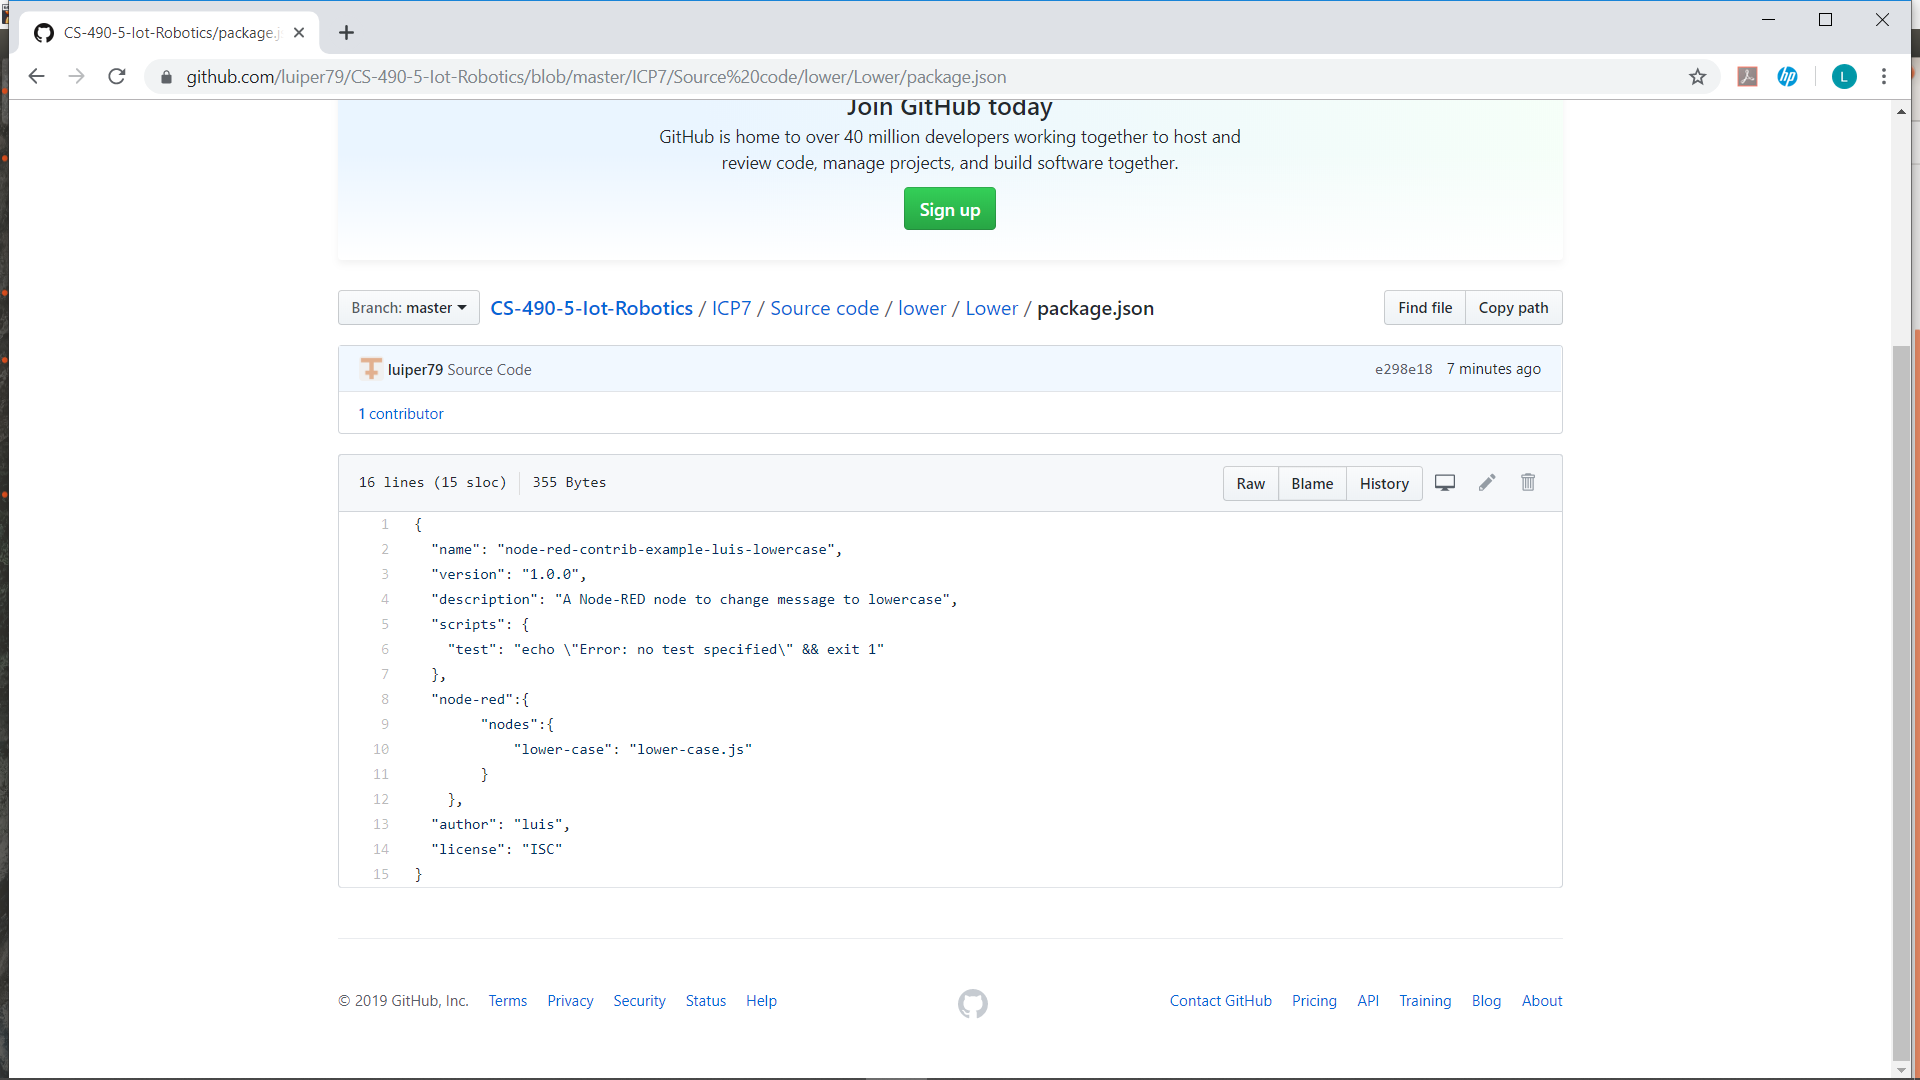 CS-490-5-Iot-Robotics/package.j
github.com/luiper79/CS-490-5-Iot-Robotics/blob/master/ICP7/Source%20code/lower/Lower/package.json
hp
L
Join GitHub today
GitHub is home to over 40 million developers working together to host and
review code, manage projects, and build software together.
Sign up
Branch: master
CS-490-5-Iot-Robotics / ICP7 / Source code / lower / Lower / package.json
Find file
Copy path
luiper79 Source Code
e298e18 7 minutes ago
1 contributor
16 lines (15 sloc) 355 Bytes
Raw
Blame
History
1 {
2 "name": "node-red-contrib-example-luis-lowercase",
3 "version": "1.0.0",
4 "description": "A Node-RED node to change message to lowercase",
5 "scripts": {
6 "test": "echo \"Error: no test specified\" && exit 1"
7 },
8 "node-red":{
9 "nodes":{
10 "lower-case": "lower-case.js"
11 }
12 },
13 "author": "luis",
14 "license": "ISC"
15 }
© 2019 GitHub, Inc. Terms Privacy Security Status Help
Contact GitHub Pricing API Training Blog About